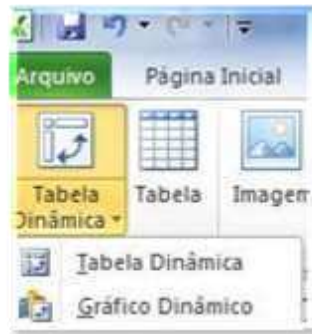 Arquivo Página Inicial
Tabela Dinâmica Tabela Imagem
Tabela Dinâmica
Gráfico Dinâmico